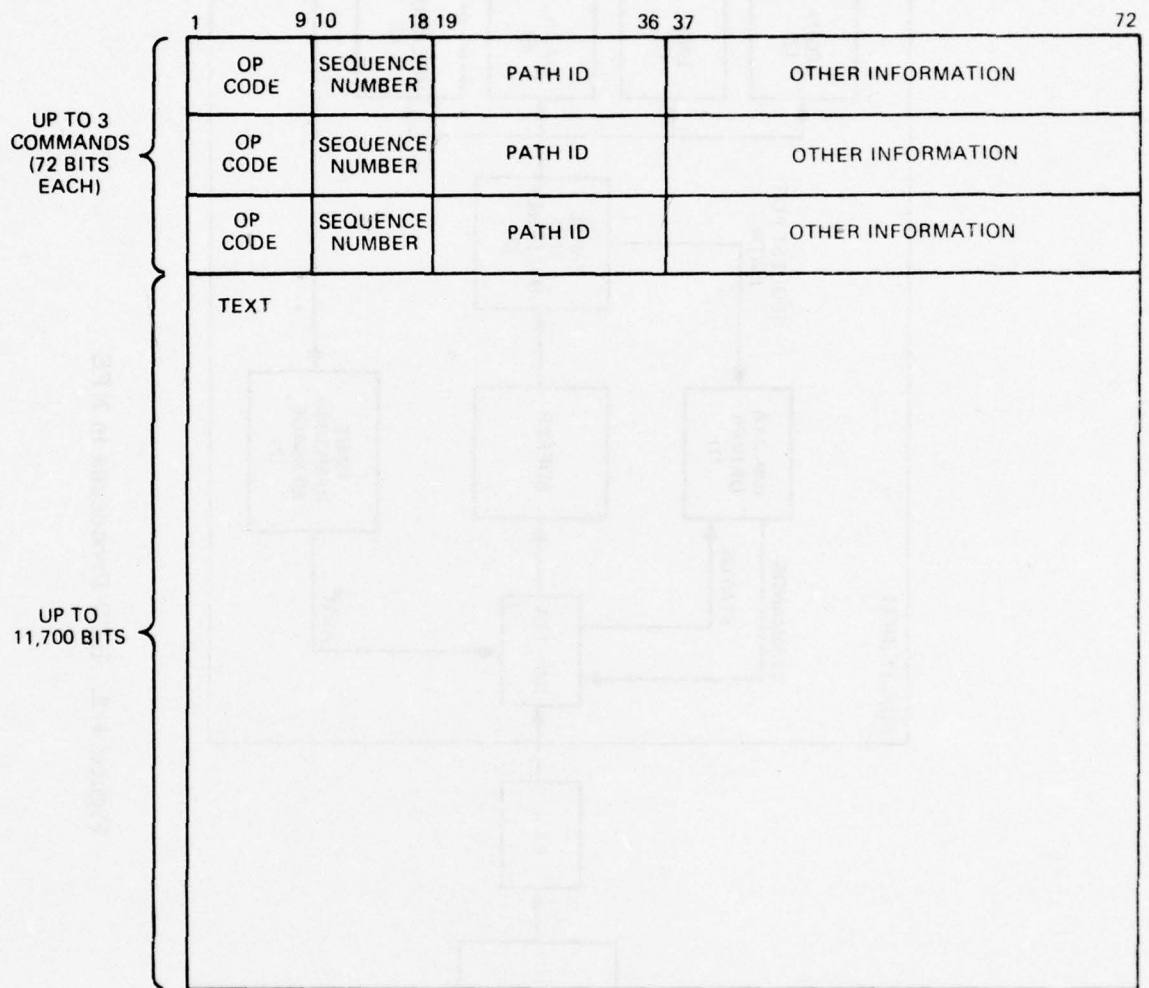 1 9 10 18 19 36 37 72
UP TO 3
COMMANDS
(72 BITS
EACH)
OP
CODE
SEQUENCE
NUMBER
PATH ID
OTHER INFORMATION
OP
CODE
SEQUENCE
NUMBER
PATH ID
OTHER INFORMATION
OP
CODE
SEQUENCE
NUMBER
PATH ID
OTHER INFORMATION
TEXT
UP TO
11,700 BITS